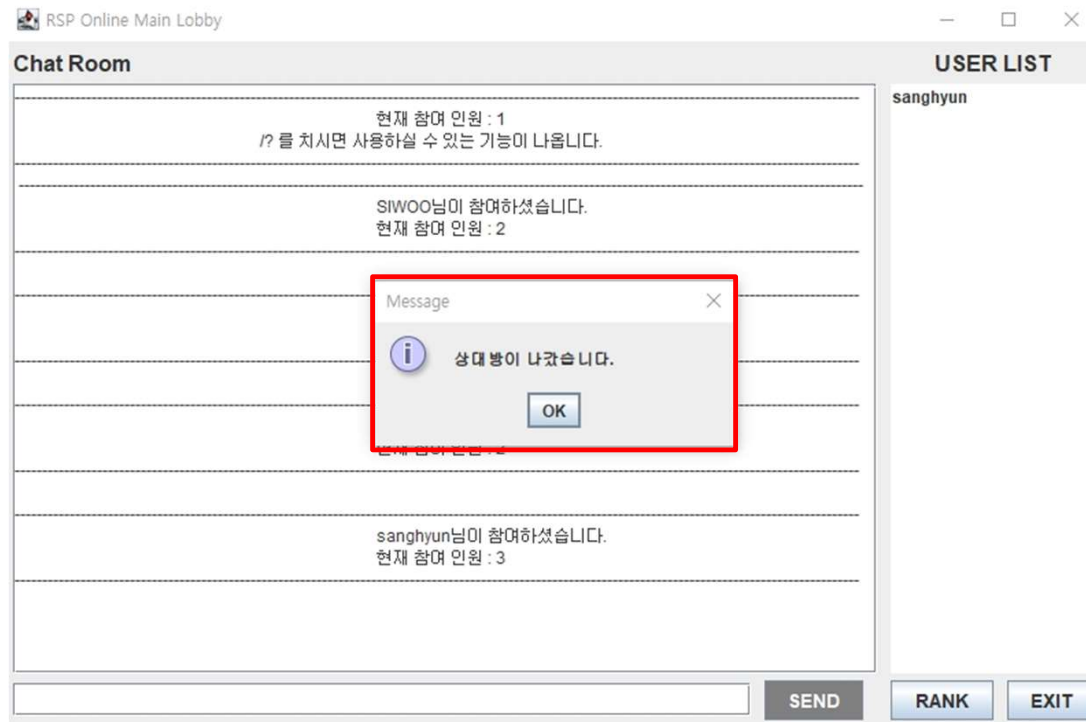 RSP Online Main Lobby
Chat Room
USER LIST
현재 참여 인원 : 1
/? 를 치시면 사용하실 수 있는 기능이 나옵니다.
SIWOO님이 참여하셨습니다.
현재 참여 인원 : 2
Message
상대방이 나갔습니다.
OK
sanghyun님이 참여하셨습니다.
현재 참여 인원 : 3
sanghyun
SEND
RANK
EXIT